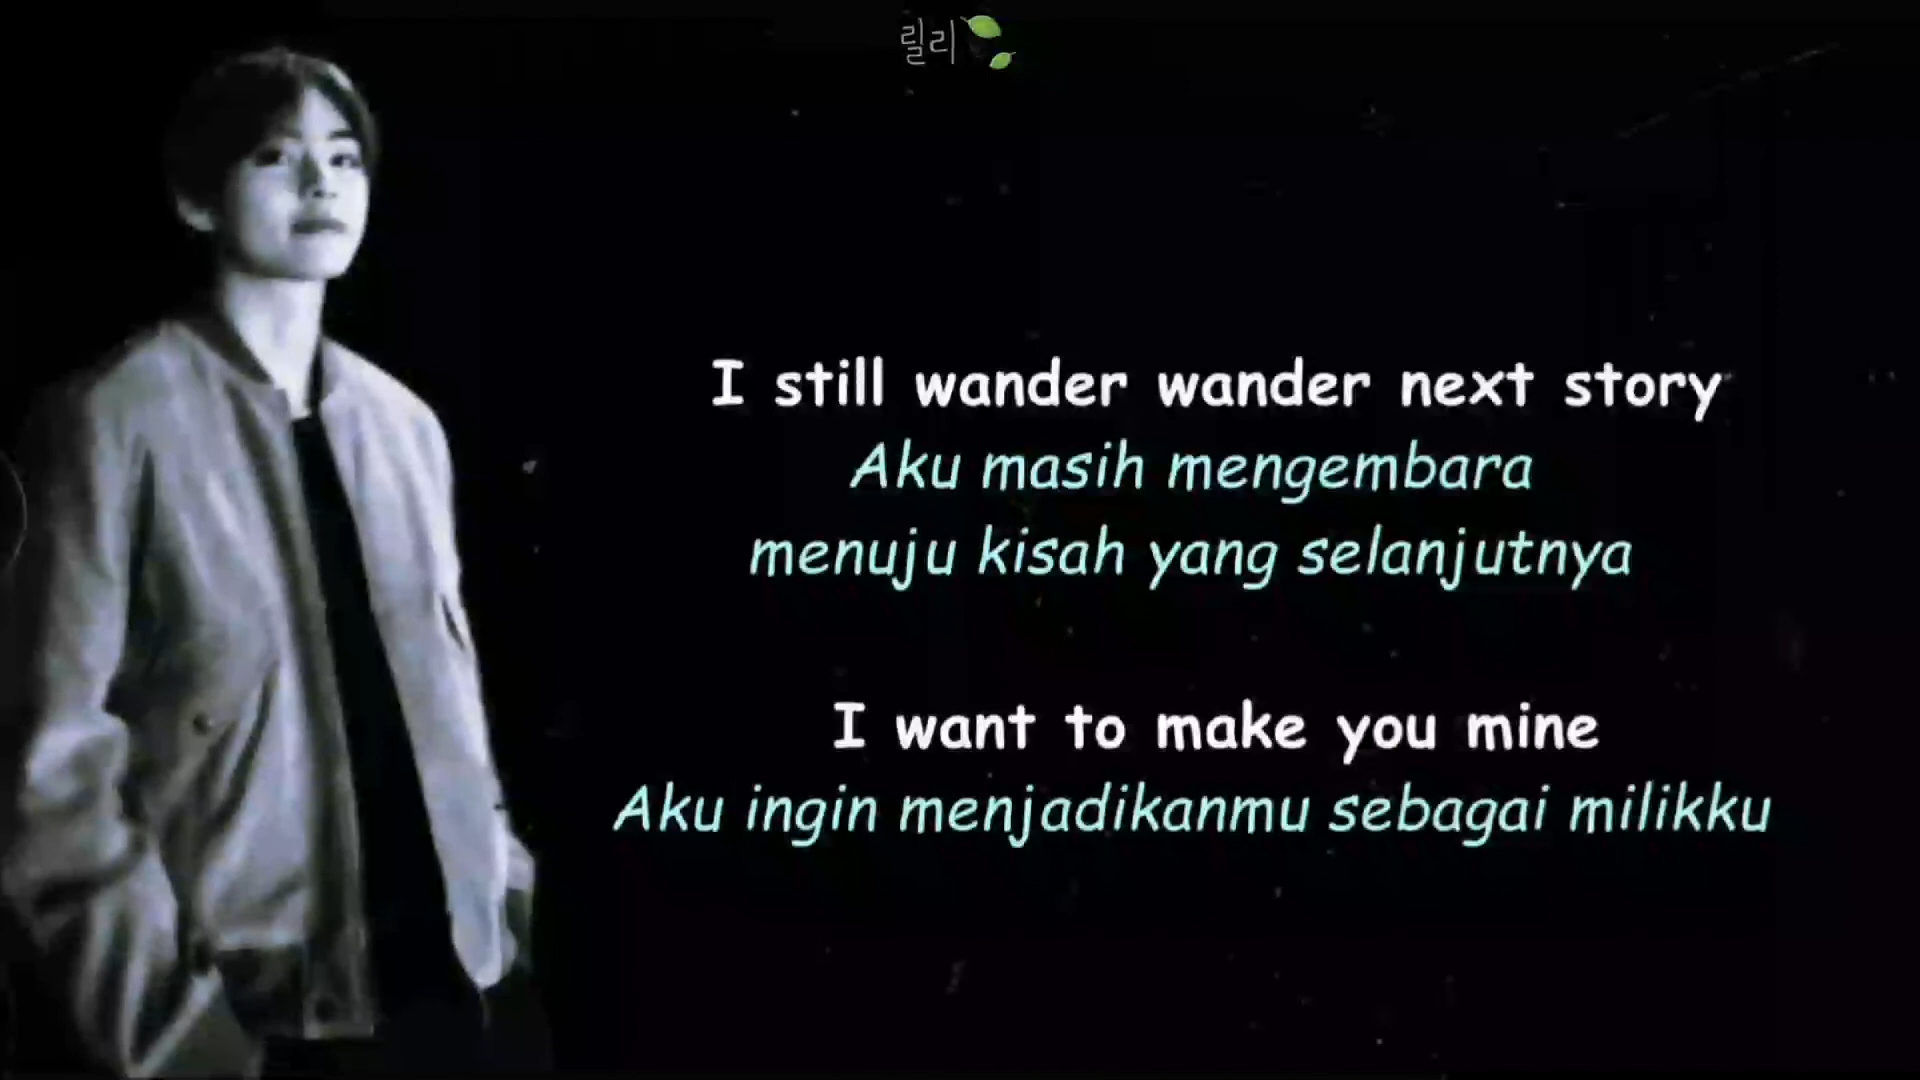 릴리
I still wander wander next story
Aku masih mengembara
menuju kisah yang selanjutnya
I want to make you mine
Aku ingin menjadikanmu sebagai milikku